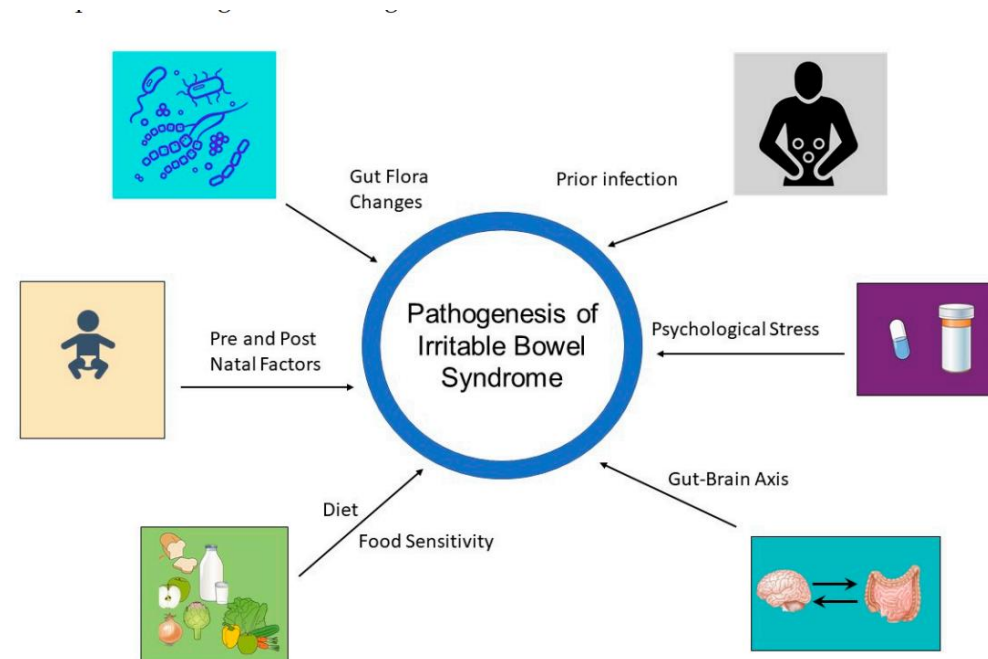 Gut Flora
Changes
Prior infection
Pathogenesis of
Irritable Bowel
Syndrome
Pre and Post
Natal Factors
Psychological Stress
Diet
Food Sensitivity
Gut-Brain Axis